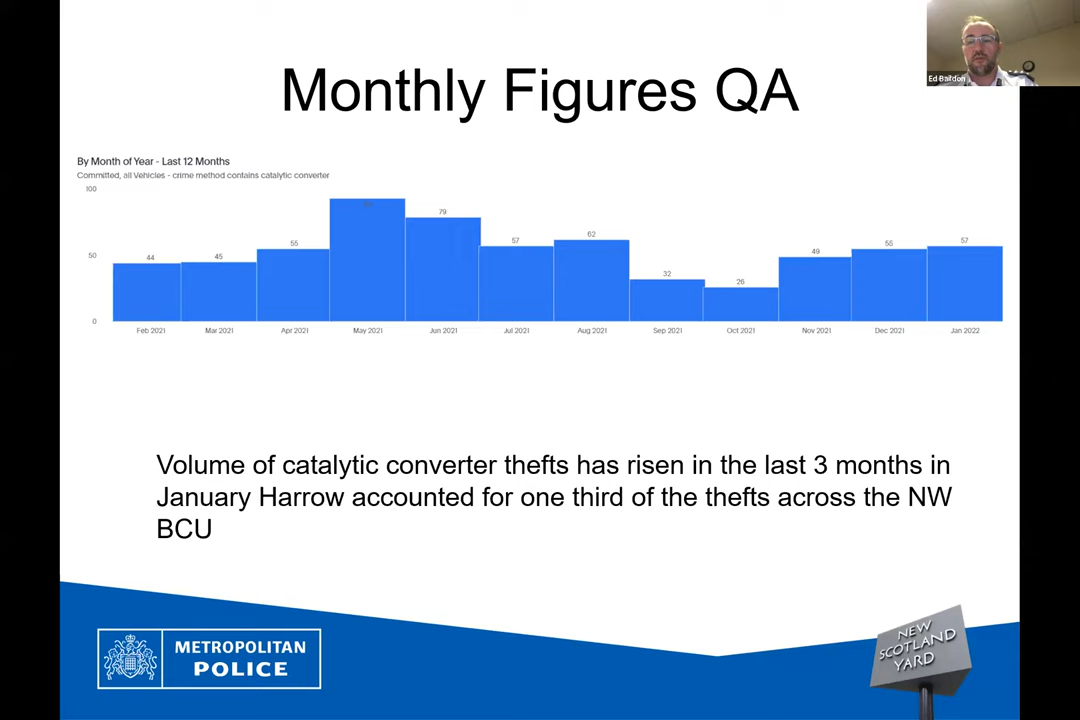 Monthly Figures QA
Ed Baildon
By Month of Year - Last 12 Months
Committed, all Vehicles - crime method contains catalytic converter
100
50
0
44
45
55
79
57
62
32
26
49
55
57
Feb 2021
Mar 2021
Apr 2021
May 2021
Jun 2021
Jul 2021
Aug 2021
Sep 2021
Oct 2021
Nov 2021
Dec 2021
Jan 2022
Volume of catalytic converter thefts has risen in the last 3 months in
January Harrow accounted for one third of the thefts across the NW
BCU
METROPOLITAN
POLICE
NEW
SCOTLAND
YARD